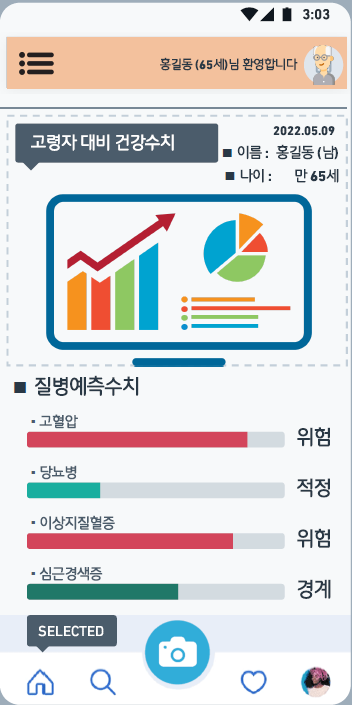 3:03
홍길동 (65세)님 환영합니다
2022.05.09
고령자 대비 건강수치
■ 이름 : 홍길동 (남)
■ 나이 : 만 65세
■ 질병예측수치
· 고혈압
위험
· 당뇨병
적정
· 이상지질혈증
위험
· 심근경색증
경계
SELECTED